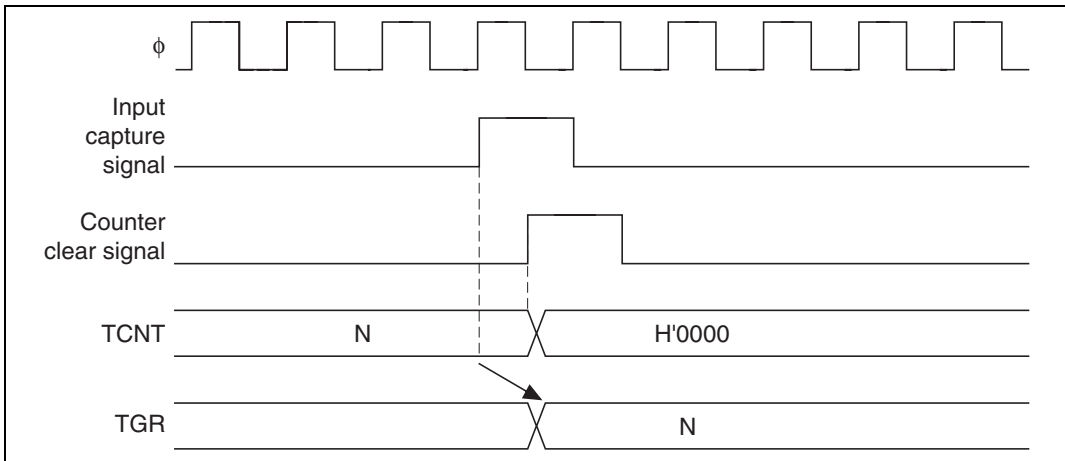 ϕ
Input
capture
signal
Counter
clear signal
TCNT
N
H'0000
TGR
N